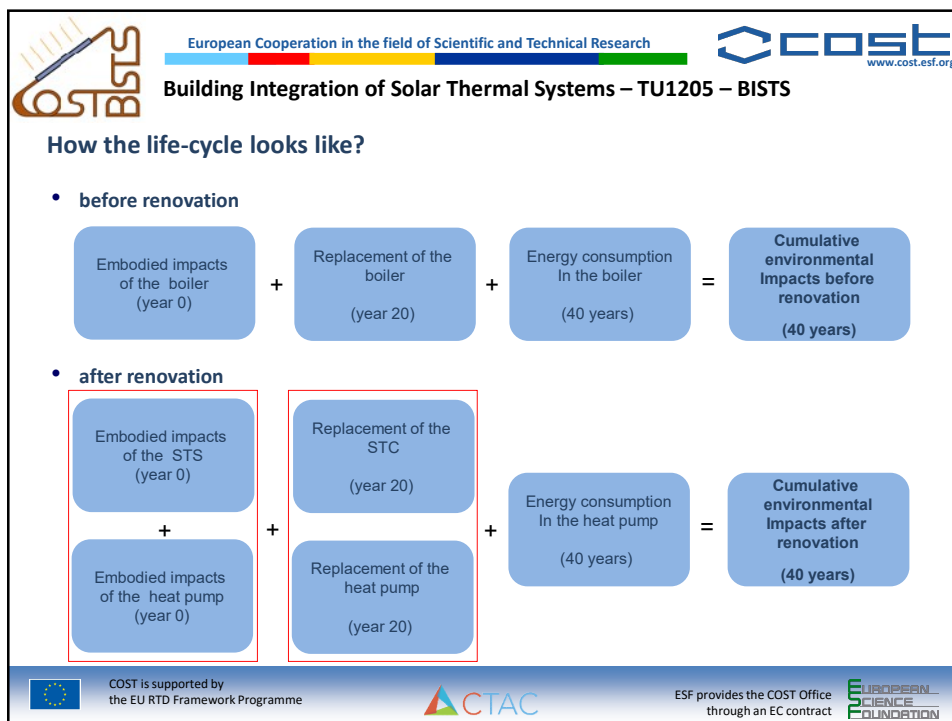 COST BISTS
European Cooperation in the field of Scientific and Technical Research
cost
www.cost.esf.org
Building Integration of Solar Thermal Systems – TU1205 – BISTS
How the life-cycle looks like?
• before renovation
Embodied impacts
of the boiler
(year 0)
+
Replacement of the
boiler
(year 20)
+
Energy consumption
In the boiler
(40 years)
=
Cumulative
environmental
Impacts before
renovation
(40 years)
• after renovation
Embodied impacts
of the STS
(year 0)
+
Embodied impacts
of the heat pump
(year 0)
+
Replacement of the
STC
(year 20)
Replacement of the
heat pump
(year 20)
+
Energy consumption
In the heat pump
(40 years)
=
Cumulative
environmental
Impacts after
renovation
(40 years)
COST is supported by
the EU RTD Framework Programme
ACTAC
ESF provides the COST Office
through an EC contract
EUROPEAN
SCIENCE
FOUNDATION